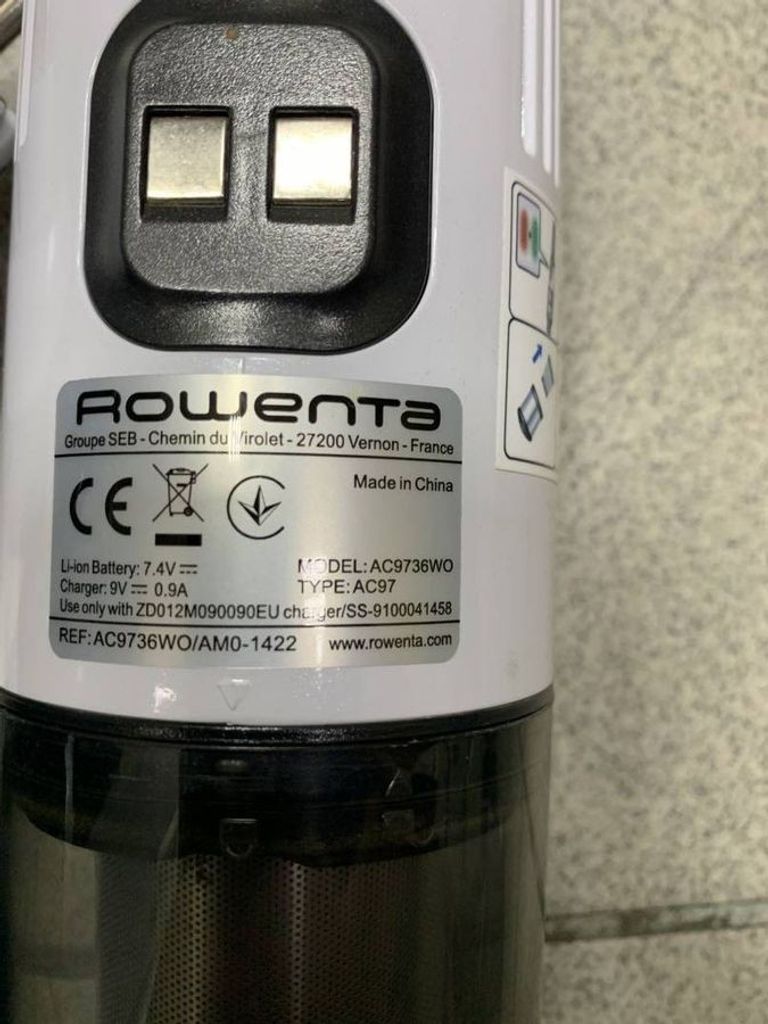 Rowenta
Groupe SEB - Chemin du Virolet - 27200 Vernon - France
CE
Made in China
Li-ion Battery: 7.4V
MODEL: AC9736WO
Charger: 9V 0.9A
TYPE: AC97
Use only with ZD012M090090EU charger/SS-9100041458
REF: AC9736WO/AM0-1422 www.rowenta.com